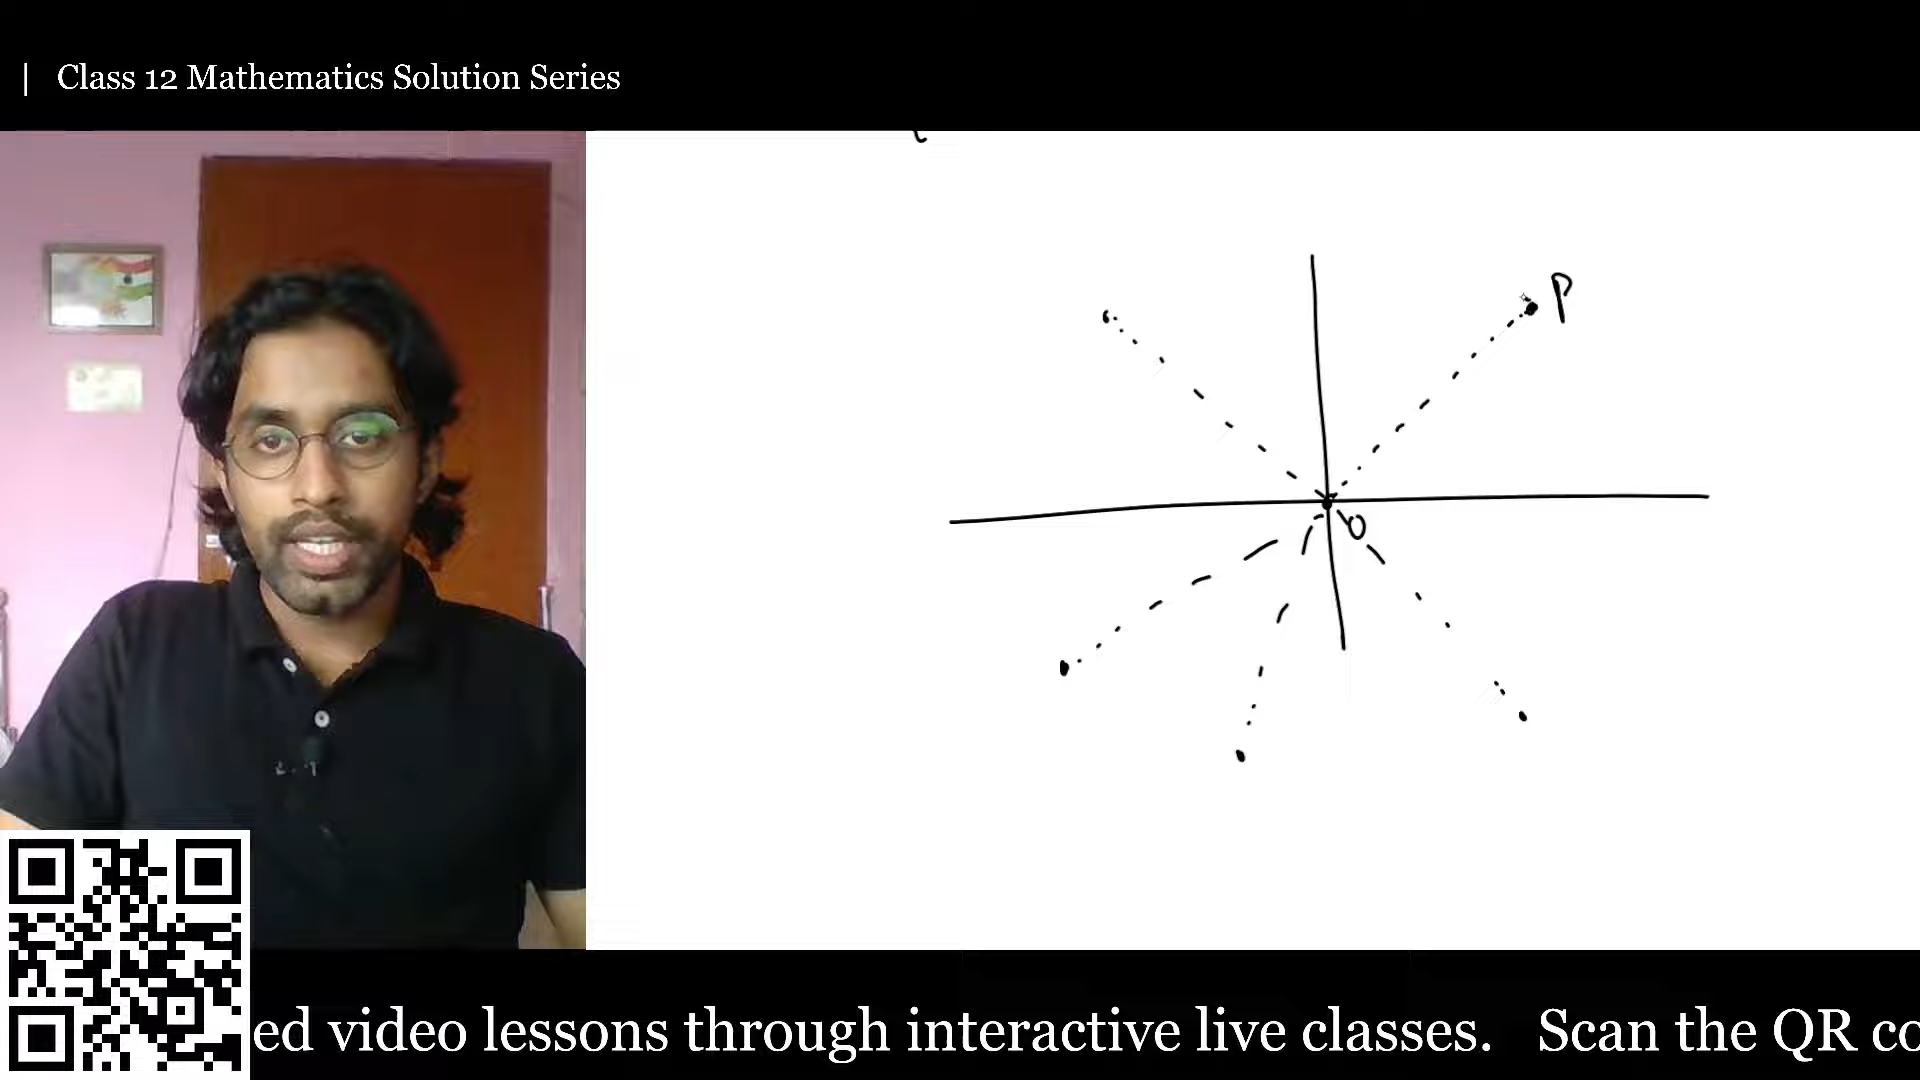 | Class 12 Mathematics Solution Series
P
O
ed video lessons through interactive live classes. Scan the QR co